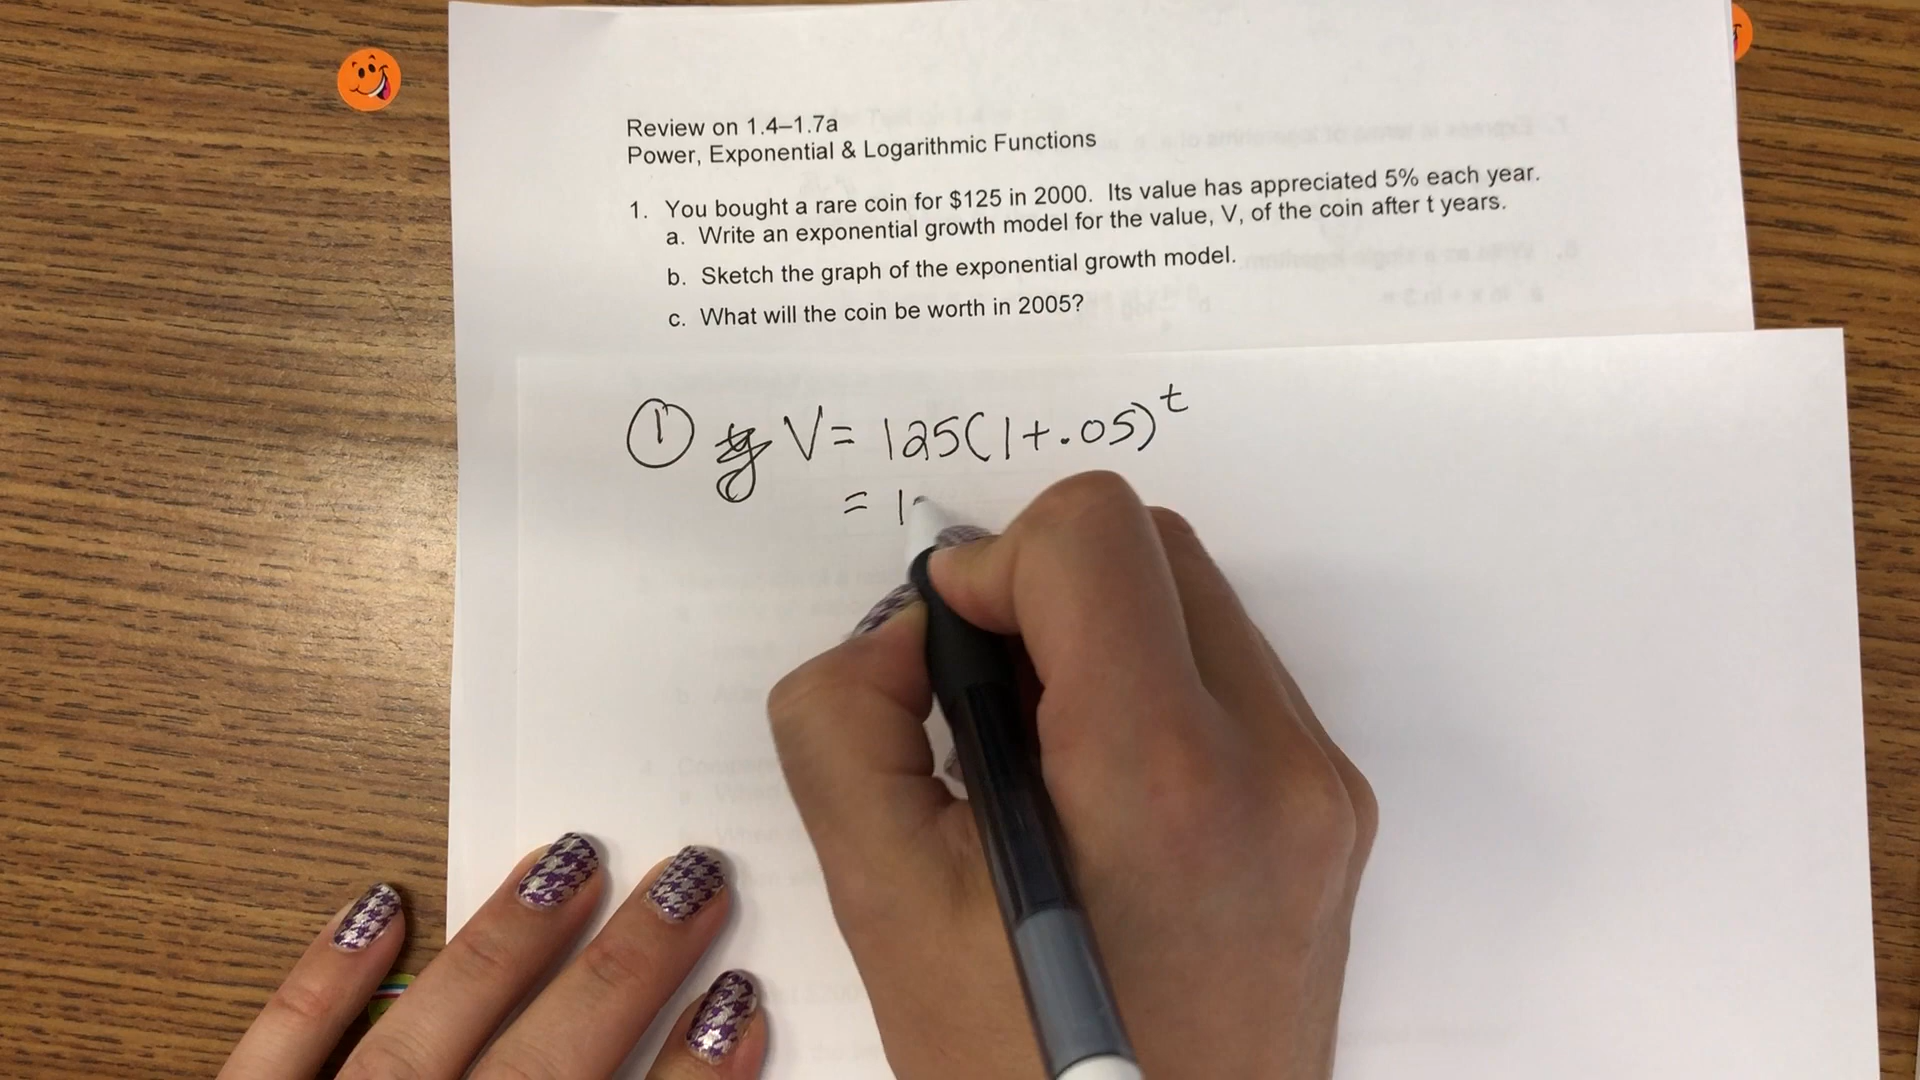 Review on 1.4–1.7a
Power, Exponential & Logarithmic Functions
1. You bought a rare coin for $125 in 2000. Its value has appreciated 5% each year.
a. Write an exponential growth model for the value, V, of the coin after t years.
b. Sketch the graph of the exponential growth model.
c. What will the coin be worth in 2005?
① V = 125(1+.05)^t
= 1